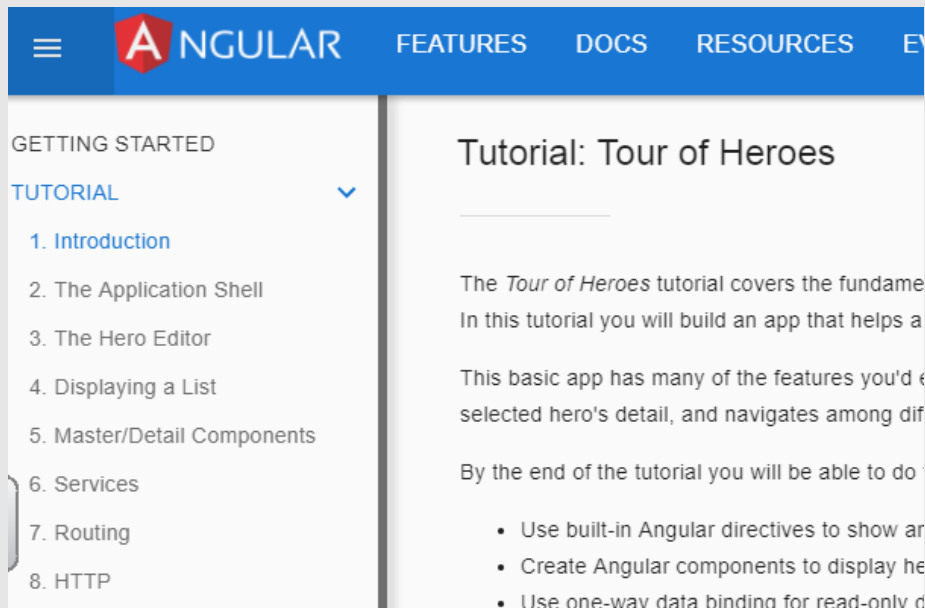 ANGULAR FEATURES DOCS RESOURCES
GETTING STARTED
TUTORIAL
1. Introduction
2. The Application Shell
3. The Hero Editor
4. Displaying a List
5. Master/Detail Components
6. Services
7. Routing
8. HTTP
Tutorial: Tour of Heroes
The Tour of Heroes tutorial covers the
In this tutorial you will build an app that helps a
This basic app has many of the features you'd
selected hero's detail, and navigates among
By the end of the tutorial you will be able to do
• Use built-in Angular directives to show
• Create Angular components to display
• Use one-way data binding for read-only